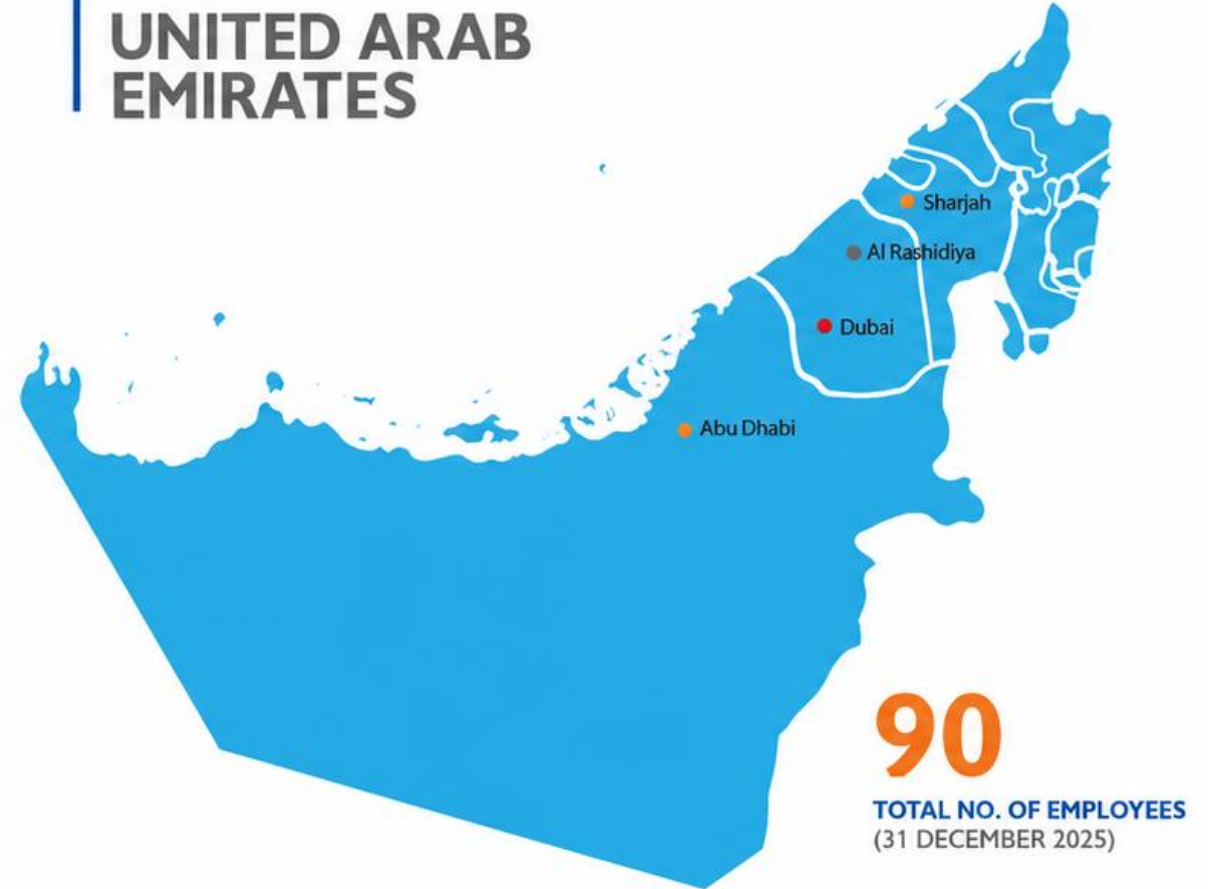 UNITED ARAB
EMIRATES
Sharjah
Al Rashidiya
Dubai
Abu Dhabi
90
TOTAL NO. OF EMPLOYEES
(31 DECEMBER 2025)